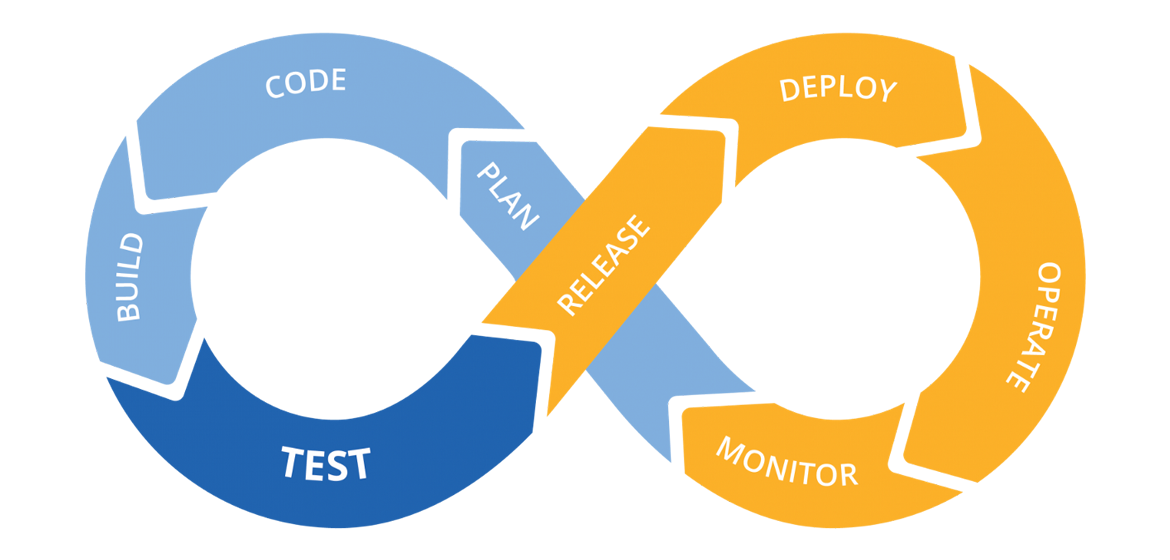 PLAN
CODE
BUILD
TEST
RELEASE
DEPLOY
OPERATE
MONITOR